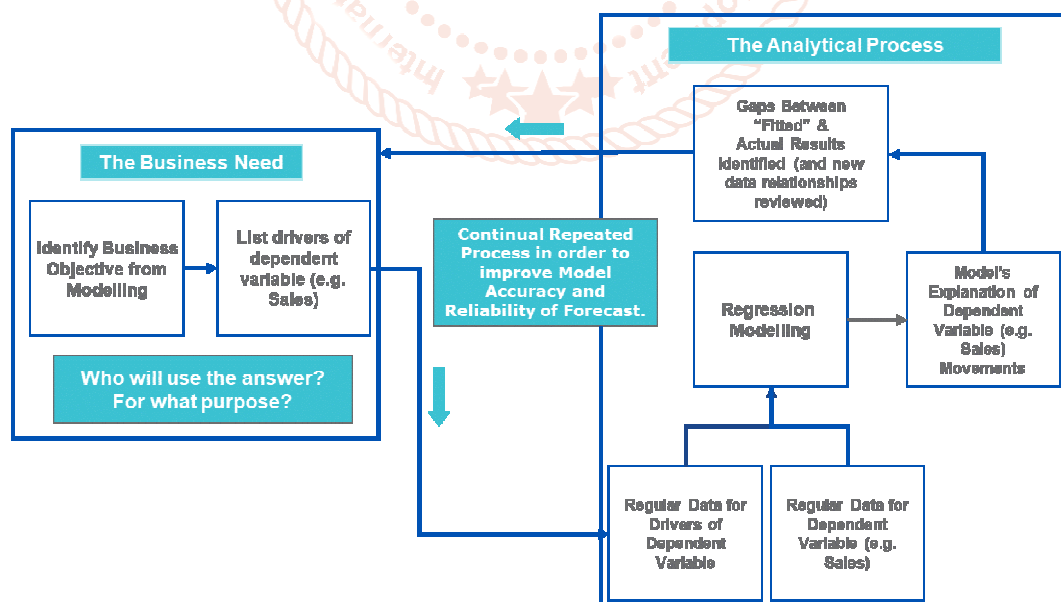 The Analytical Process
Gaps Between
"Fitted" &
Actual Results
Identified (and new
data relationships
reviewed)
The Business Need
Identify Business
Objective from
Modelling
List drivers of
dependent
variable (e.g.
Sales)
Who will use the answer?
For what purpose?
Continual Repeated
Process in order to
improve Model
Accuracy and
Reliability of Forecast.
Regression
Modelling
Model's
Explanation of
Dependent
Variable (e.g.
Sales)
Movements
Regular Data for
Drivers of
Dependent
Variable
Regular Data for
Dependent
Variable (e.g.
Sales)